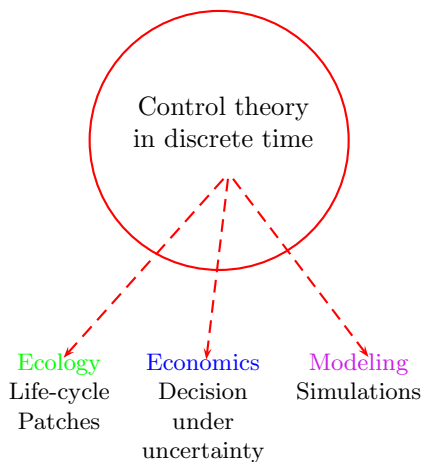 Control theory
in discrete time
Ecology
Life-cycle
Patches
Economics
Decision
under
uncertainty
Modeling
Simulations